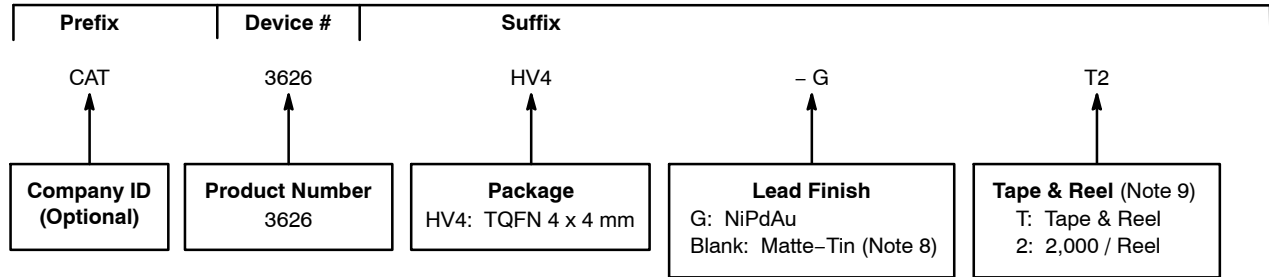 Prefix Device # Suffix
CAT 3626 HV4 – G T2
Company ID
(Optional)
Product Number
3626
Package
HV4: TQFN 4 x 4 mm
Lead Finish
G: NiPdAu
Blank: Matte−Tin (Note 8)
Tape & Reel (Note 9)
T: Tape & Reel
2: 2,000 / Reel